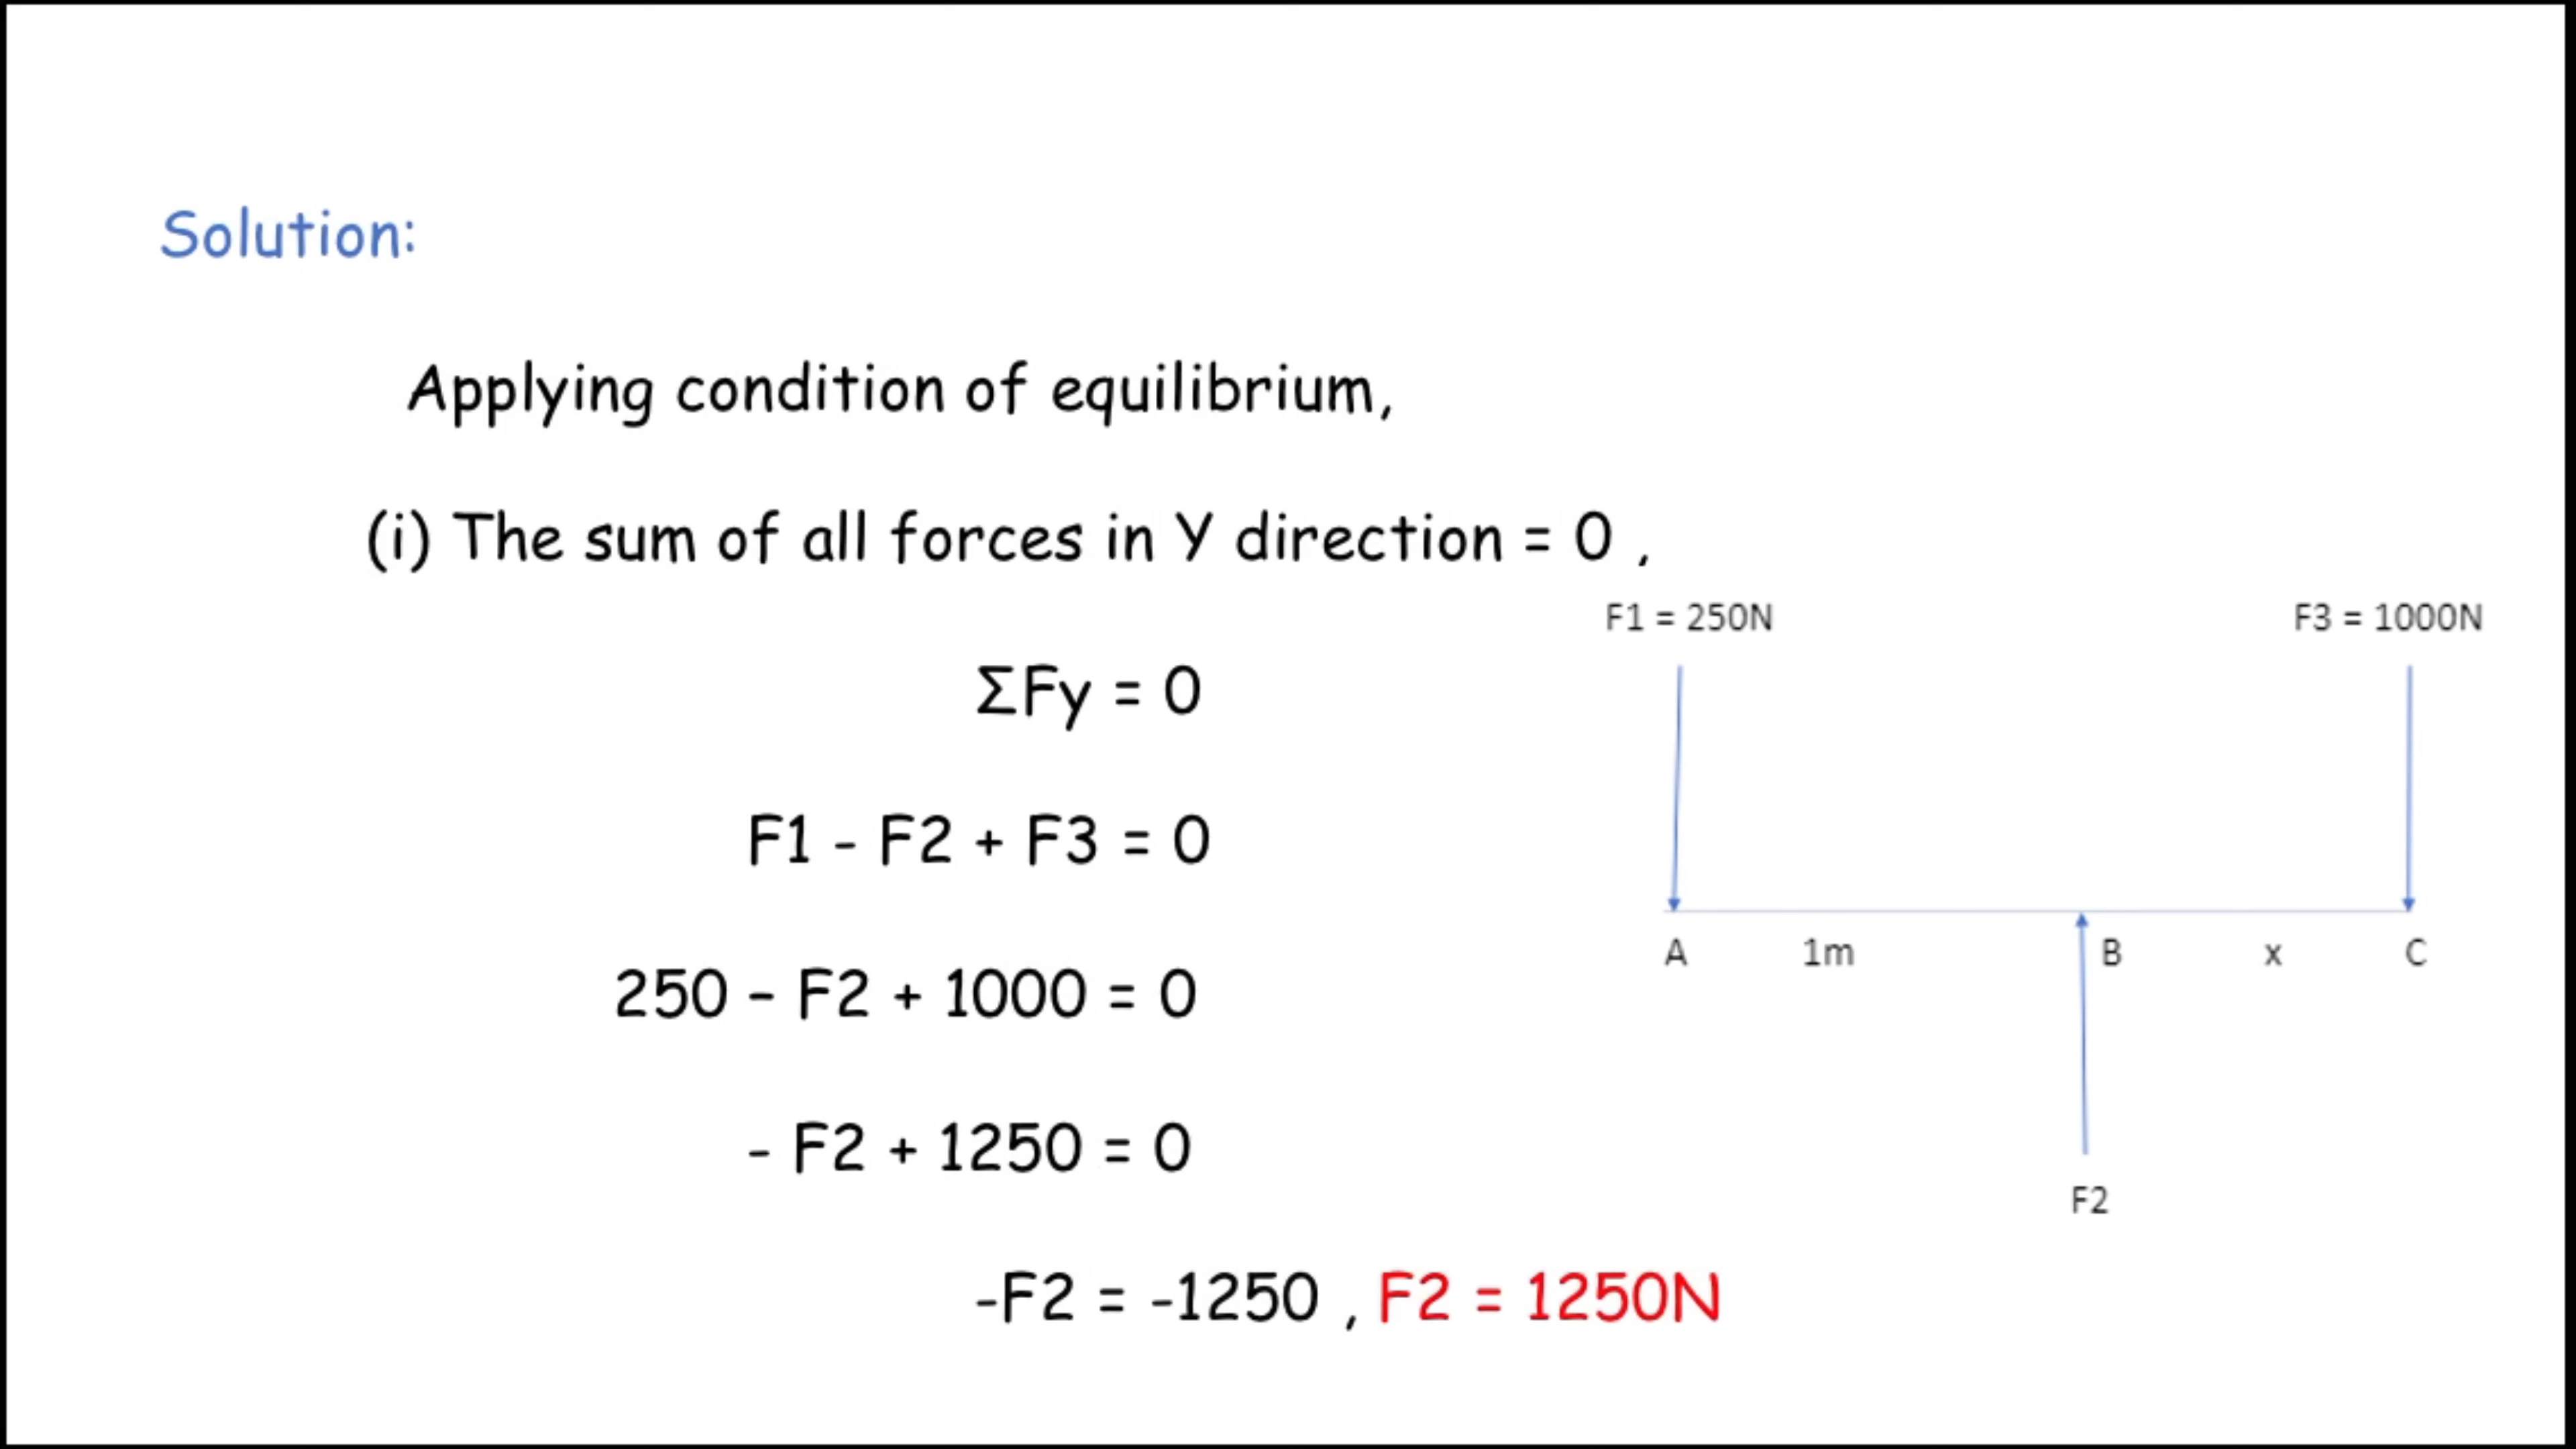 Solution:
Applying condition of equilibrium,
(i) The sum of all forces in Y direction = 0 ,
ΣFy = 0
F1 - F2 + F3 = 0
250 – F2 + 1000 = 0
- F2 + 1250 = 0
-F2 = -1250 , F2 = 1250N
F1 = 250N
F3 = 1000N
A 1m B x C
F2